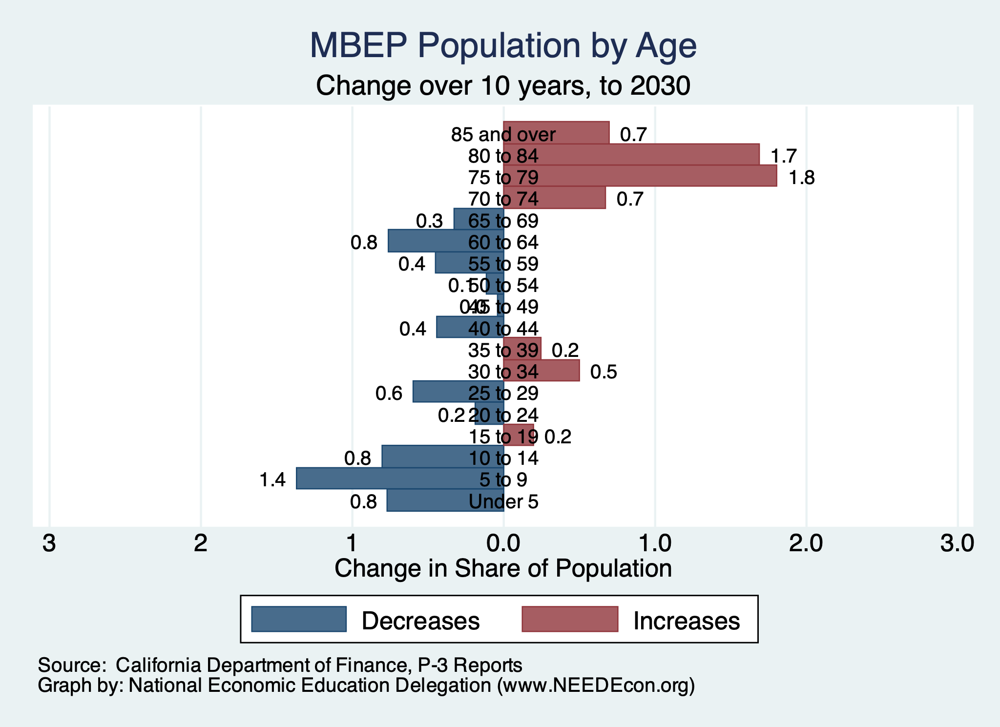 MBEP Population by Age
Change over 10 years, to 2030
85 and over 0.7
80 to 84 1.7
75 to 79 1.8
70 to 74 0.7
0.3 65 to 69
0.8 60 to 64
0.4 55 to 59
0.1 50 to 54
0.0 45 to 49
0.4 40 to 44
35 to 39 0.2
30 to 34 0.5
0.6 25 to 29
0.2 20 to 24
15 to 19 0.2
0.8 10 to 14
1.4 5 to 9
0.8 Under 5
3 2 1 0.0 1.0 2.0 3.0
Change in Share of Population
Decreases Increases
Source: California Department of Finance, P-3 Reports
Graph by: National Economic Education Delegation (www.NEEDEcon.org)